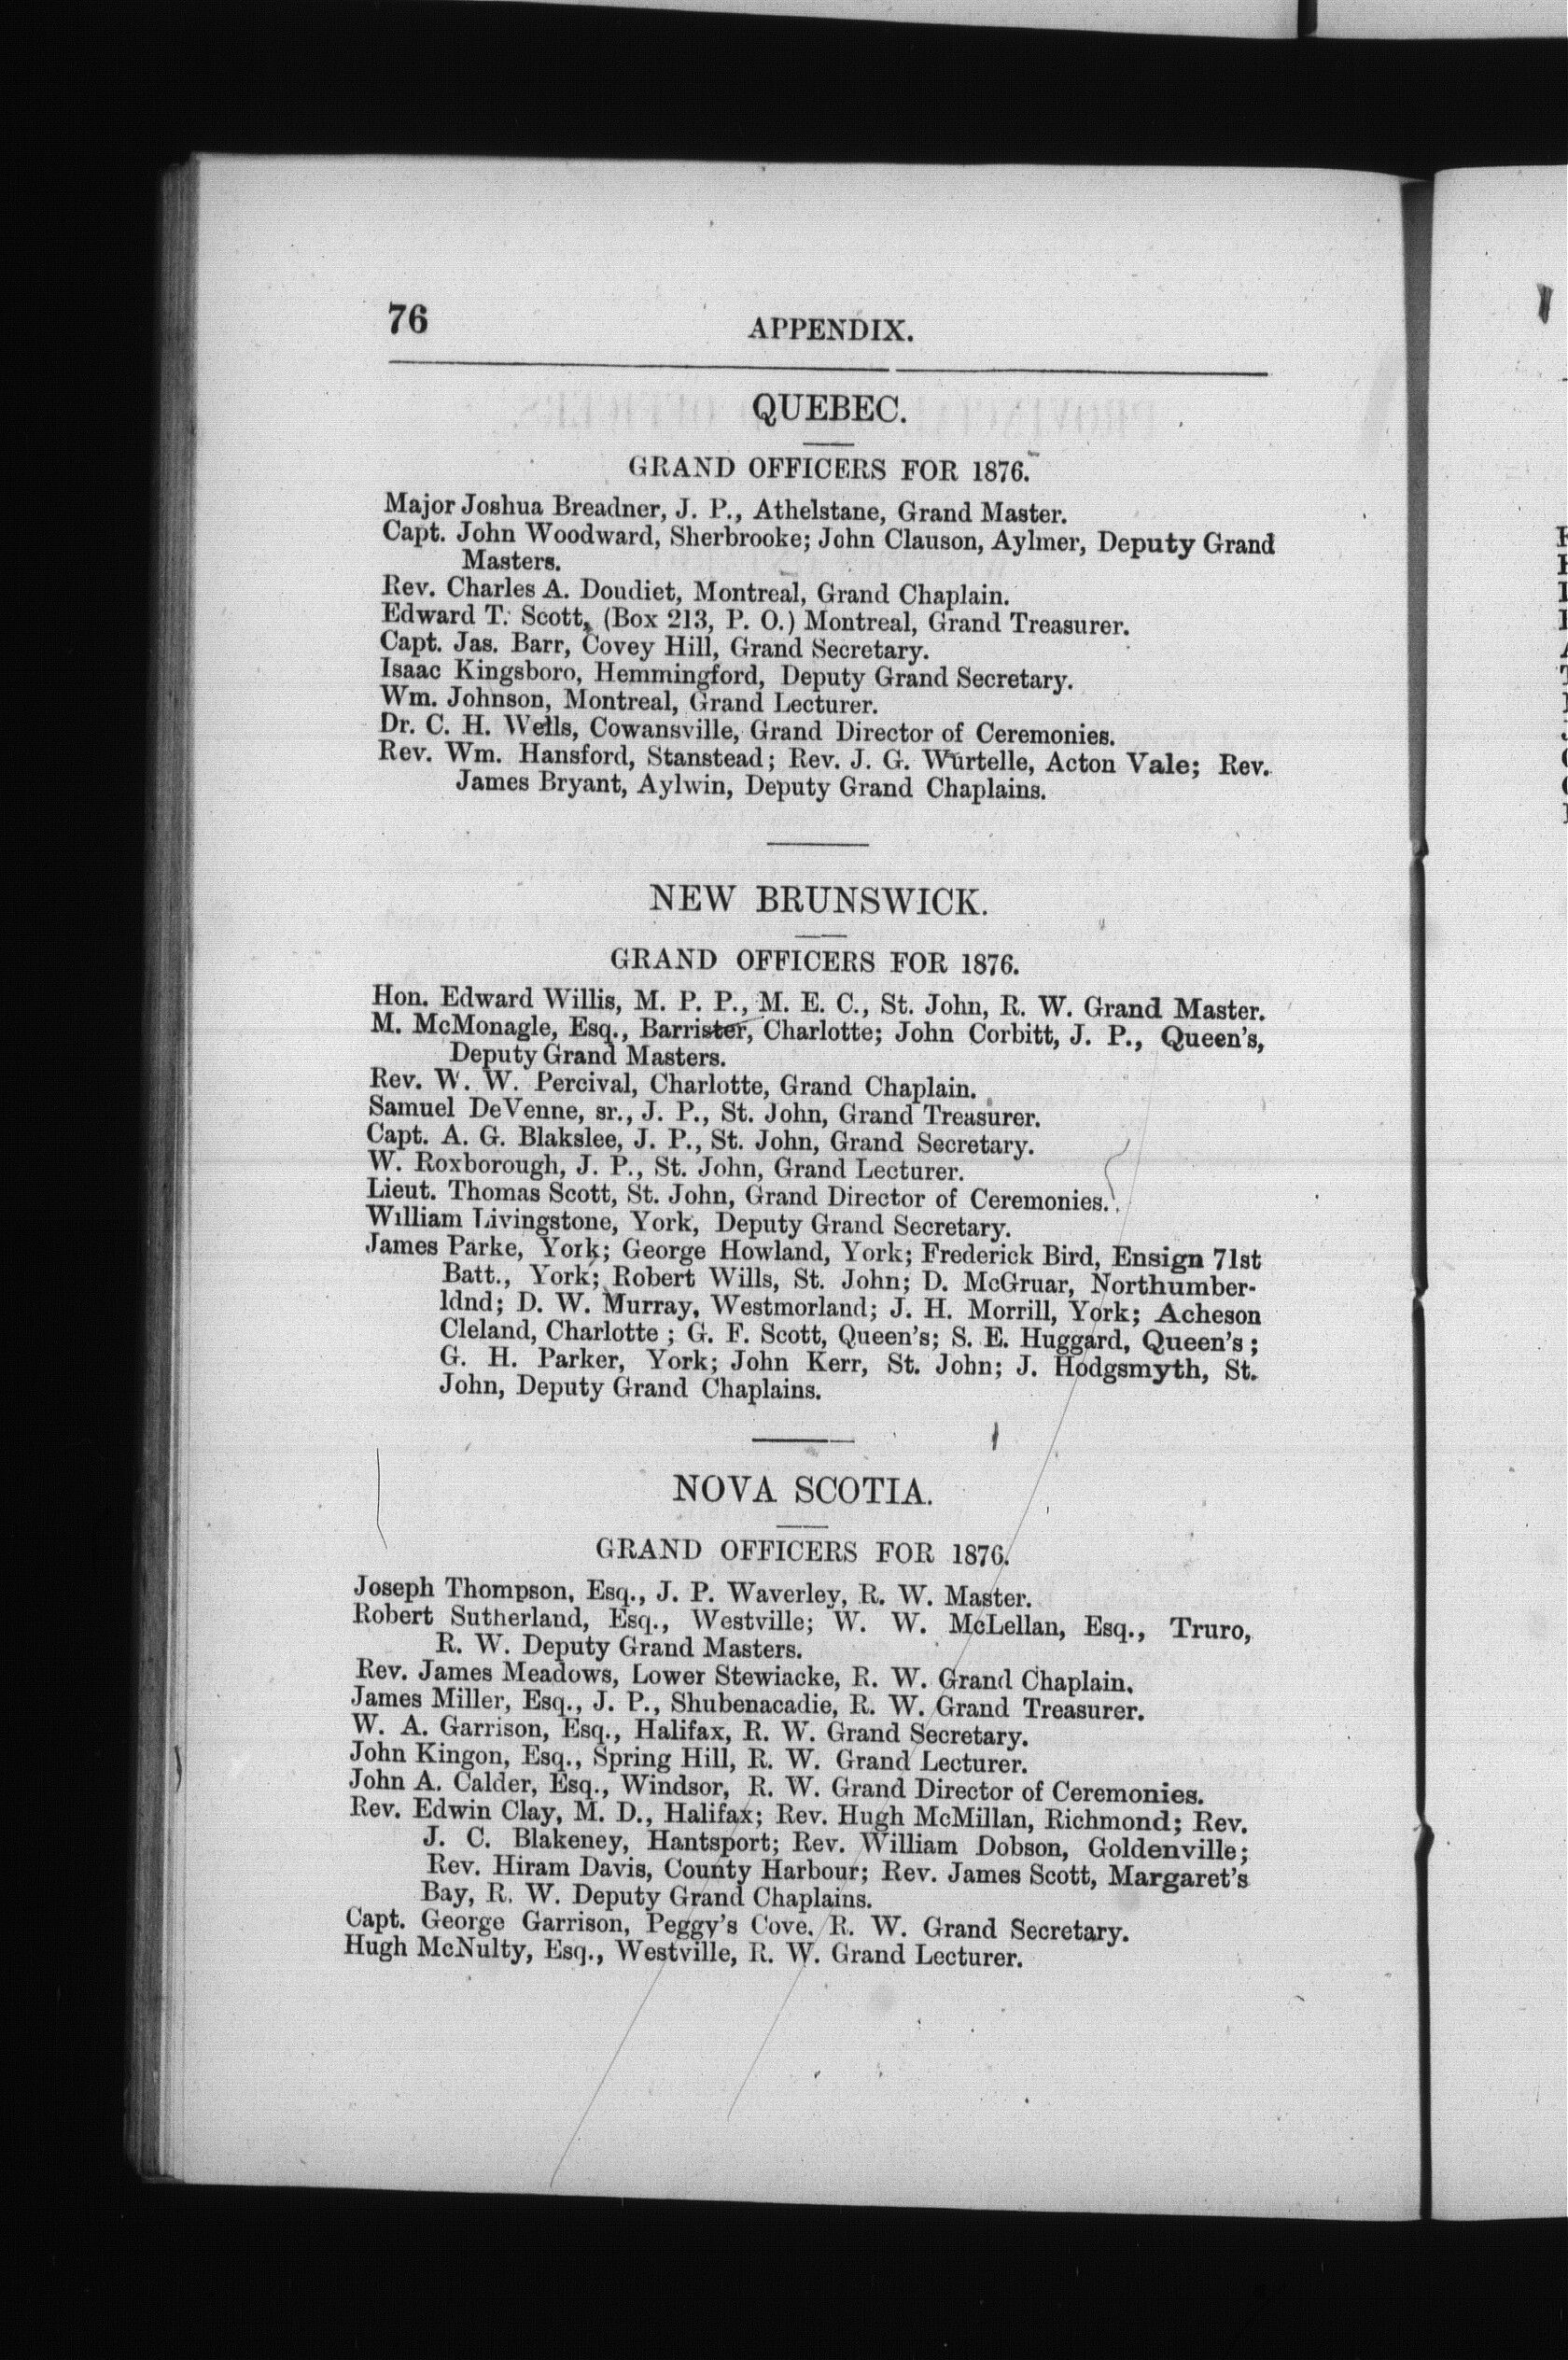 76
APPENDIX.
QUEBEC.
GRAND OFFICERS FOR 1876.
Major Joshua Breadner, J. P., Athelstane, Grand Master.
Capt. John Woodward, Sherbrooke; John Clauson, Aylmer, Deputy Grand
Masters.
Rev. Charles A. Doudiet, Montreal, Grand Chaplain.
Edward T. Scott, (Box 213, P. O.) Montreal, Grand Treasurer.
Capt. Jas. Barr, Covey Hill, Grand Secretary.
Isaac Kingsboro, Hemmingford, Deputy Grand Secretary.
Wm. Johnson, Montreal, Grand Lecturer.
Dr. C. H. Wells, Cowansville, Grand Director of Ceremonies.
Rev. Wm. Hansford, Stanstead; Rev. J. G. Wurtelle, Acton Vale; Rev.
James Bryant, Aylwin, Deputy Grand Chaplains.
NEW BRUNSWICK.
GRAND OFFICERS FOR 1876.
Hon. Edward Willis, M. P. P., M. E. C., St. John, R. W. Grand Master.
M. McMonagle, Esq., Barrister, Charlotte; John Corbitt, J. P., Queen's,
Deputy Grand Masters.
Rev. W. W. Percival, Charlotte, Grand Chaplain.
Samuel DeVenne, sr., J. P., St. John, Grand Treasurer.
Capt. A. G. Blakslee, J. P., St. John, Grand Secretary.
W. Roxborough, J. P., St. John, Grand Lecturer.
Lieut. Thomas Scott, St. John, Grand Director of Ceremonies.
William Livingstone, York, Deputy Grand Secretary.
James Parke, York; George Howland, York; Frederick Bird, Ensign 71st
Batt., York; Robert Wills, St. John; D. McGruar, Northumber-
ldnd; D. W. Murray, Westmorland; J. H. Morrill, York; Acheson
Cleland, Charlotte ; G. F. Scott, Queen's; S. E. Huggard, Queen's ;
G. H. Parker, York; John Kerr, St. John; J. Hodgsmyth, St.
John, Deputy Grand Chaplains.
NOVA SCOTIA.
GRAND OFFICERS FOR 1876.
Joseph Thompson, Esq., J. P. Waverley, R. W. Master.
Robert Sutherland, Esq., Westville; W. W. McLellan, Esq., Truro,
R. W. Deputy Grand Masters.
Rev. James Meadows, Lower Stewiacke, R. W. Grand Chaplain.
James Miller, Esq., J. P., Shubenacadie, R. W. Grand Treasurer.
W. A. Garrison, Esq., Halifax, R. W. Grand Secretary.
John Kingon, Esq., Spring Hill, R. W. Grand Lecturer.
John A. Calder, Esq., Windsor, R. W. Grand Director of Ceremonies.
Rev. Edwin Clay, M. D., Halifax; Rev. Hugh McMillan, Richmond; Rev.
J. C. Blakeney, Hantsport; Rev. William Dobson, Goldenville;
Rev. Hiram Davis, County Harbour; Rev. James Scott, Margaret's
Bay, R. W. Deputy Grand Chaplains.
Capt. George Garrison, Peggy's Cove. R. W. Grand Secretary.
Hugh McNulty, Esq., Westville, R. W. Grand Lecturer.